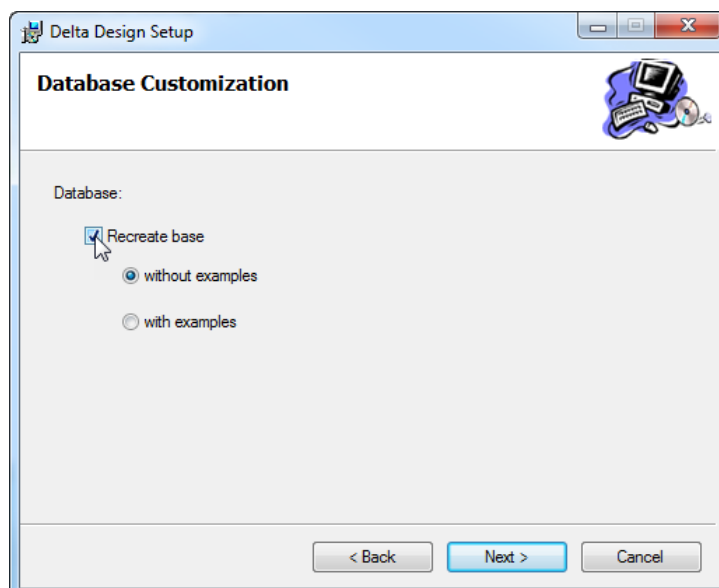 Delta Design Setup
Database Customization
Database:
Recreate base
without examples
with examples
< Back
Next >
Cancel